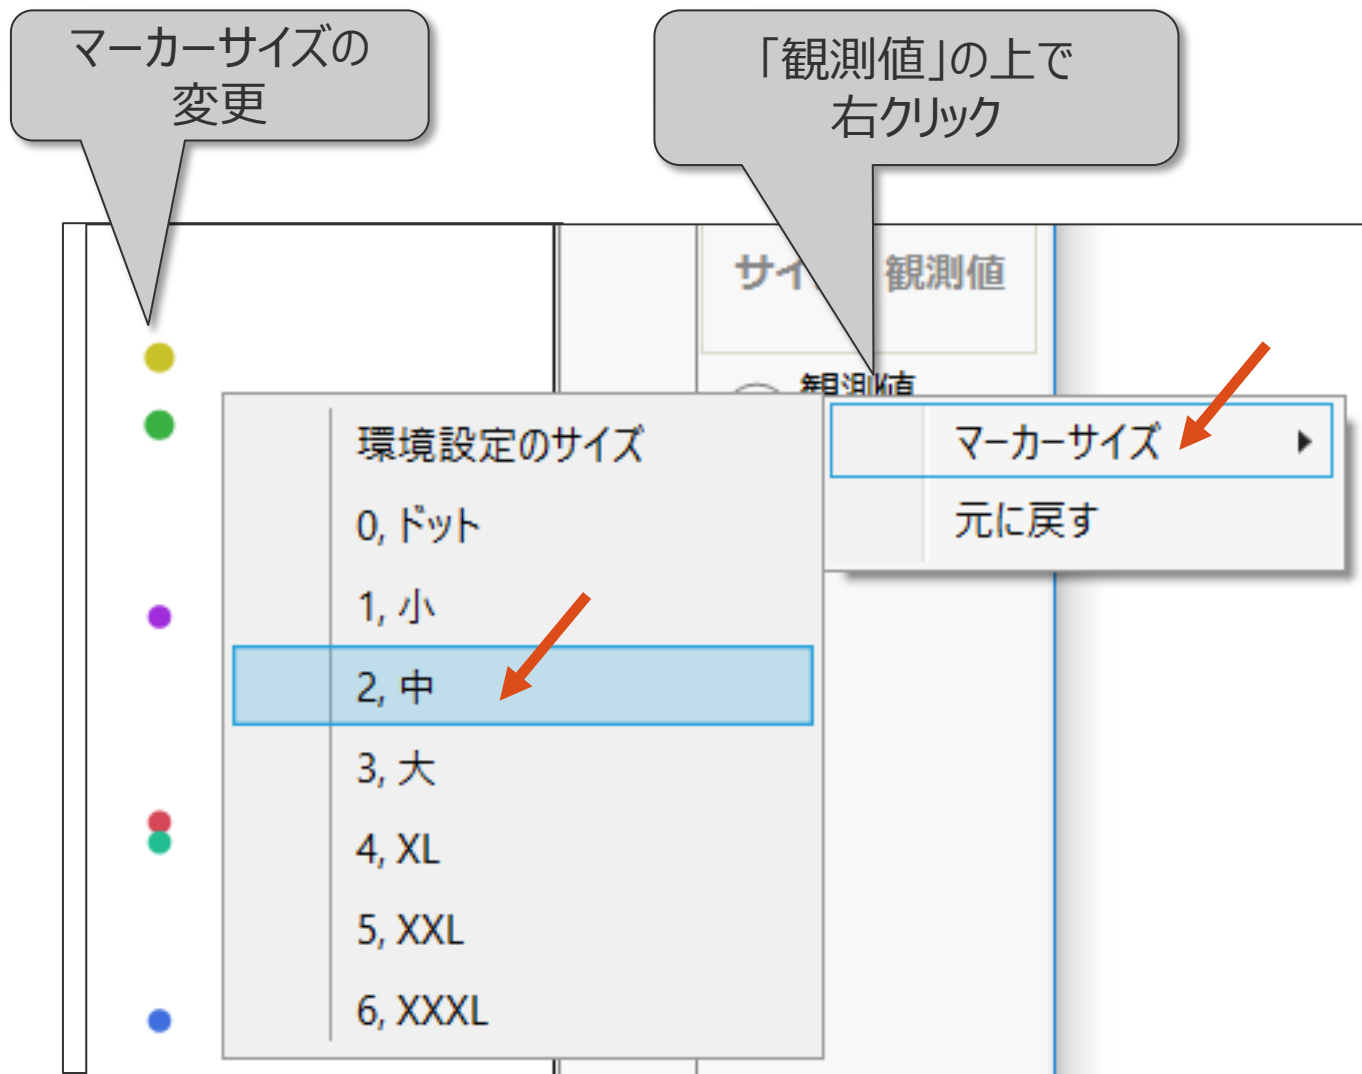 マーカーサイズの
変更
「観測値」の上で
右クリック
サイ
観測値
観測値
マーカーサイズ
元に戻す
環境設定のサイズ
0, ドット
1, 小
2, 中
3, 大
4, XL
5, XXL
6, XXXL